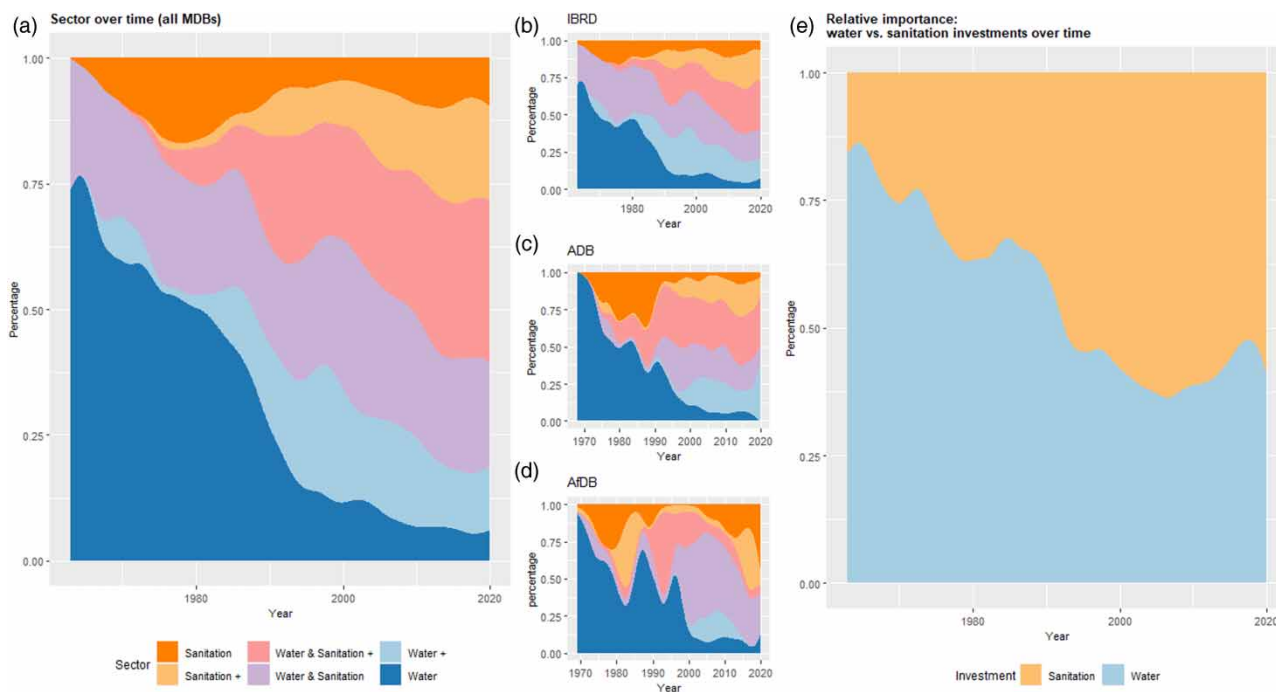 (a)
Sector over time (all MDBs)
1.00
0.75
0.50
0.25
0.00
Percentage
1980
2000
2020
Year
Sector
Sanitation
Sanitation +
Water & Sanitation +
Water & Sanitation
Water +
Water
(b)
IBRD
1.00
0.75
0.50
0.25
0.00
Percentage
1980
2000
2020
Year
(c)
ADB
1.00
0.75
0.50
0.25
0.00
Percentage
1970
1980
1990
2000
2010
2020
Year
(d)
AfDB
1.00
0.75
0.50
0.25
0.00
percentage
1970
1980
1990
2000
2010
2020
Year
(e)
Relative importance:
water vs. sanitation investments over time
1.00
0.75
0.50
0.25
0.00
Percentage
1980
2000
2020
Year
Investment
Sanitation
Water